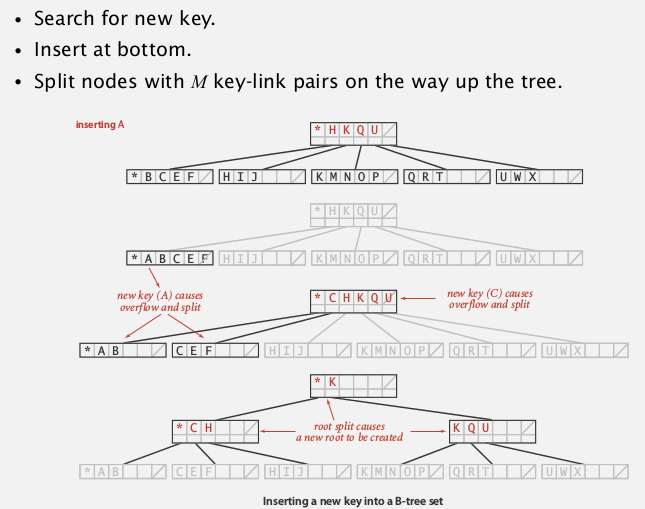 • Search for new key.
• Insert at bottom.
• Split nodes with M key-link pairs on the way up the tree.
inserting A
* H K Q U
* B C E F
H I J
K M N O P
Q R T
U W X
* H K Q U
* A B C E F
H I J
K M N O P
Q R T
U W X
new key (A) causes
overflow and split
* C H K Q U
new key (C) causes
overflow and split
* A B
C E F
H I J
K M N O P
Q R T
U W X
* K
* C H
root split causes
a new root to be created
K Q U
* A B
C E F
H I J
K M N O P
Q R T
U W X
Inserting a new key into a B-tree set